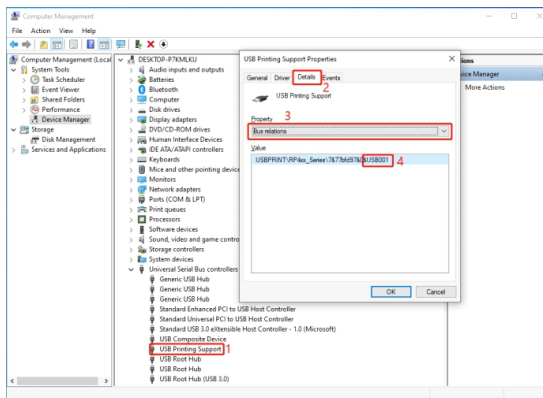 Computer Management
File Action View Help
Computer Management (Local
System Tools
Task Scheduler
Event Viewer
Shared Folders
Performance
Device Manager
Storage
Disk Management
Services and Applications
DESKTOP-P7KMLKU
Audio inputs and outputs
Batteries
Bluetooth
Computer
Disk drives
Display adapters
DVD/CD-ROM drives
Human Interface Devices
IDE ATA/ATAPI controllers
Keyboards
Mice and other pointing device
Monitors
Network adapters
Ports (COM & LPT)
Print queues
Processors
Software devices
Sound, video and game contro
Storage controllers
System devices
Universal Serial Bus controllers
Generic USB Hub
Generic USB Hub
Generic USB Hub
Standard Enhanced PCI to USB Host Controller
Standard Universal PCI to USB Host Controller
Standard USB 3.0 eXtensible Host Controller - 1.0 (Microsoft)
USB Composite Device
USB Printing Support 1
USB Root Hub
USB Root Hub
USB Root Hub (USB 3.0)
USB Printing Support Properties
General Driver Details Events
2
USB Printing Support
Property 3
Bus relations
Value
USBPRINT\RP4xx_Series\7&77bfd97&0&USB001 4
OK Cancel
ions
vice Manager
More Actions